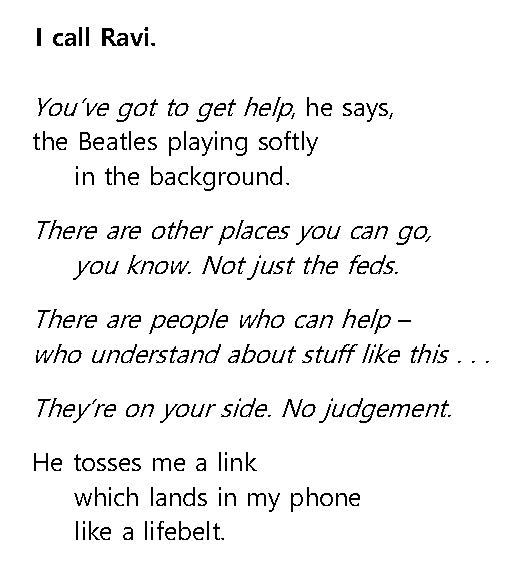 I call Ravi.
You’ve got to get help, he says,
the Beatles playing softly
in the background.
There are other places you can go,
you know. Not just the feds.
There are people who can help –
who understand about stuff like this . . .
They’re on your side. No judgement.
He tosses me a link
which lands in my phone
like a lifebelt.